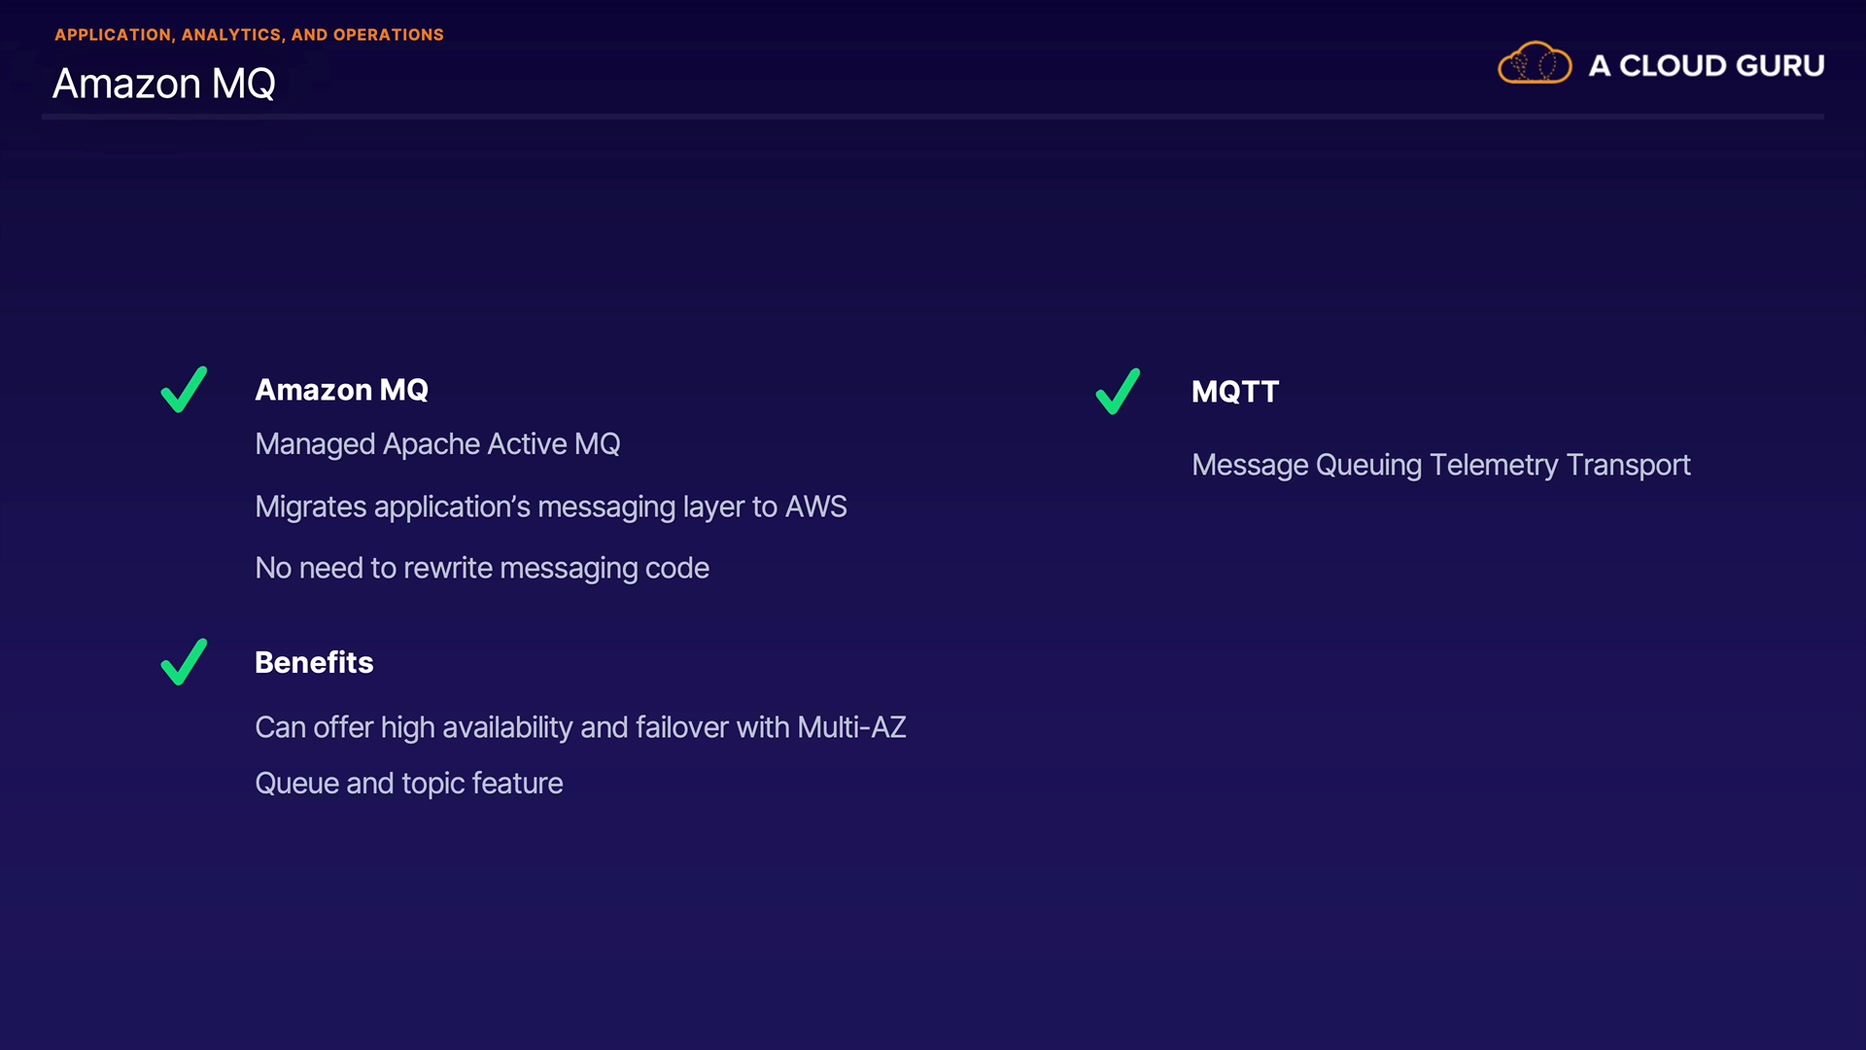 APPLICATION, ANALYTICS, AND OPERATIONS
Amazon MQ
A CLOUD GURU
Amazon MQ
Managed Apache Active MQ
Migrates application’s messaging layer to AWS
No need to rewrite messaging code
Benefits
Can offer high availability and failover with Multi-AZ
Queue and topic feature
MQTT
Message Queuing Telemetry Transport